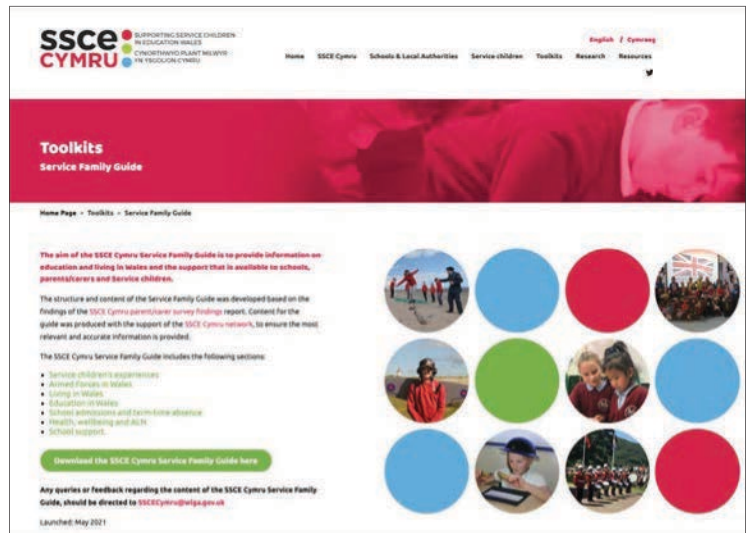 ssce
CYMRU
SUPPORTING SERVICE CHILDREN
IN EDUCATION WALES
CYNORTHWYO PLANT MILWYR
YN YSGOLION CYMRU
English / Cymraeg
Home SSCE Cymru Schools & Local Authorities Service children Toolkits Research Resources
Toolkits
Service Family Guide
Home Page - Toolkits - Service Family Guide
The aim of the SSCE Cymru Service Family Guide is to provide information on
education and living in Wales and the support that is available to schools,
parents/carers and Service children.
The structure and content of the Service Family Guide was developed based on the
findings of the SSCE Cymru parent/carer survey findings report. Content for the
guide was produced with the support of the SSCE Cymru network, to ensure the most
relevant and accurate information is provided.
The SSCE Cymru Service Family Guide includes the following sections:
• Service children's experiences
• Armed Forces in Wales
• Living in Wales
• Education in Wales
• School admissions and term-time absence
• Health, wellbeing and ALN
• School support.
Download the SSCE Cymru Service Family Guide here
Any queries or feedback regarding the content of the SSCE Cymru Service Family
Guide, should be directed to SSCECymru@wlga.gov.uk
Launched: May 2021